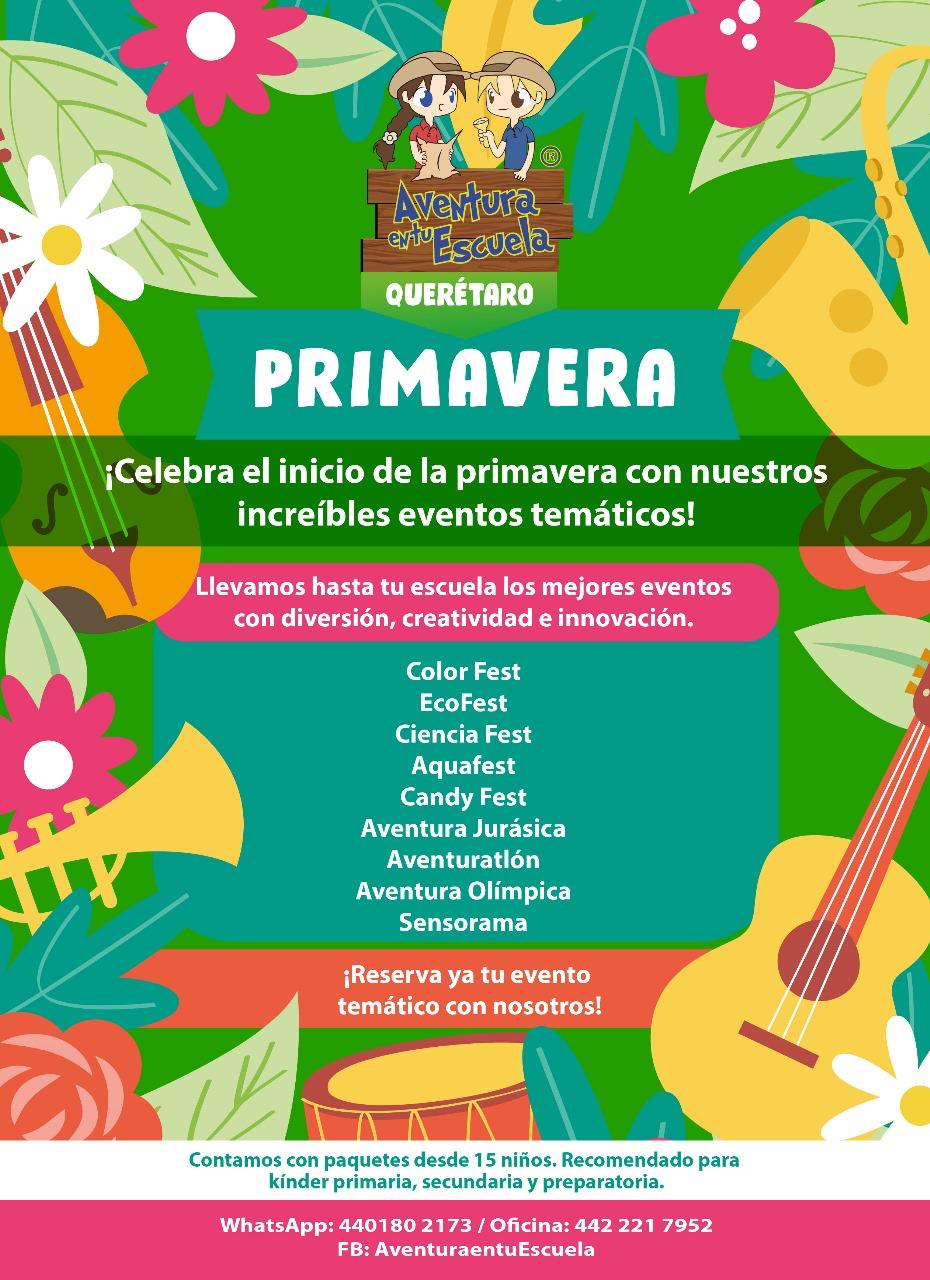 ®
Aventura
en tu Escuela
QUERÉTARO
PRIMAVERA
¡Celebra el inicio de la primavera con nuestros
increíbles eventos temáticos!
Llevamos hasta tu escuela los mejores eventos
con diversión, creatividad e innovación.
Color Fest
EcoFest
Ciencia Fest
Aquafest
Candy Fest
Aventura Jurásica
Aventuratlón
Aventura Olímpica
Sensorama
¡Reserva ya tu evento
temático con nosotros!
Contamos con paquetes desde 15 niños. Recomendado para
kínder primaria, secundaria y preparatoria.
WhatsApp: 440180 2173 / Oficina: 442 221 7952
FB: AventuraentuEscuela